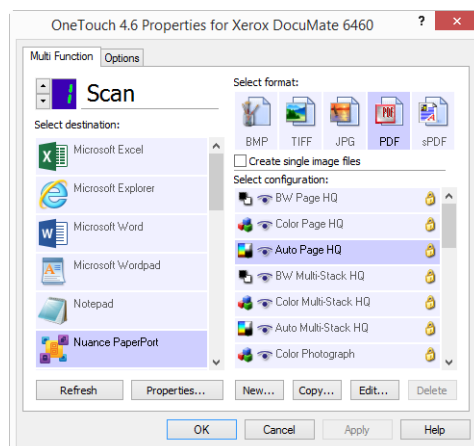 OneTouch 4.6 Properties for Xerox DocuMate 6460
?
Multi Function
Options
1
Scan
Select destination:
Microsoft Excel
Microsoft Explorer
Microsoft Word
Microsoft Wordpad
Notepad
Nuance PaperPort
Refresh
Properties...
Select format:
BMP
TIFF
JPG
PDF
sPDF
Create single image files
Select configuration:
BW Page HQ
Color Page HQ
Auto Page HQ
BW Multi-Stack HQ
Color Multi-Stack HQ
Auto Multi-Stack HQ
Color Photograph
New...
Copy...
Edit...
Delete
OK
Cancel
Apply
Help